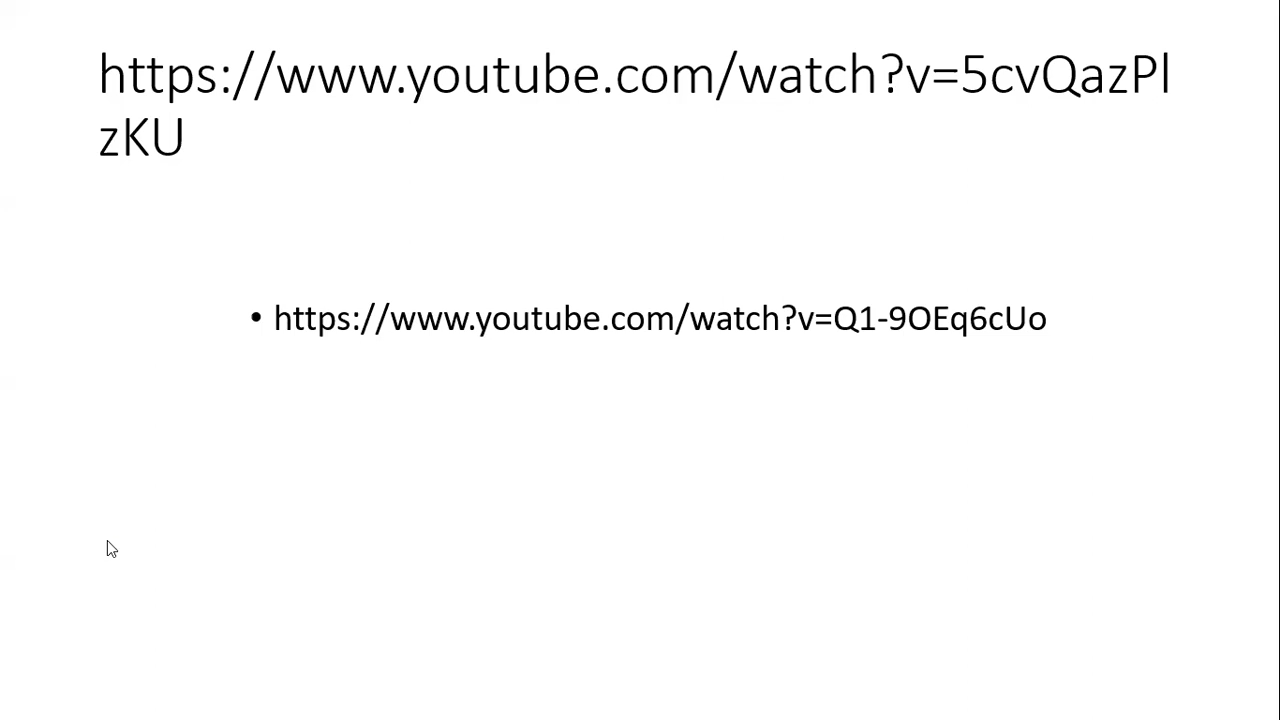 https://www.youtube.com/watch?v=5cvQazPl
zKU
• https://www.youtube.com/watch?v=Q1-9OEq6cUo